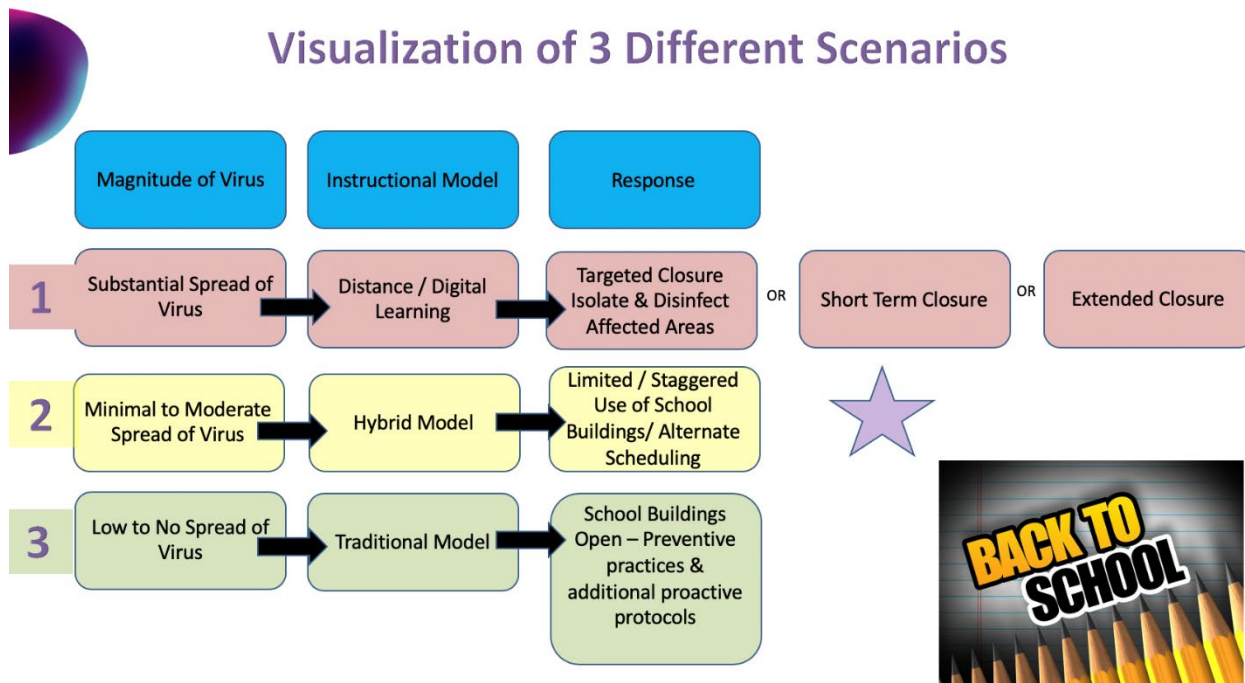 Visualization of 3 Different Scenarios
Magnitude of Virus
Instructional Model
Response
1
Substantial Spread of
Virus
Distance / Digital
Learning
Targeted Closure
Isolate & Disinfect
Affected Areas
OR
Short Term Closure
OR
Extended Closure
2
Minimal to Moderate
Spread of Virus
Hybrid Model
Limited / Staggered
Use of School
Buildings/ Alternate
Scheduling
3
Low to No Spread of
Virus
Traditional Model
School Buildings
Open – Preventive
practices &
additional proactive
protocols
BACK TO
SCHOOL